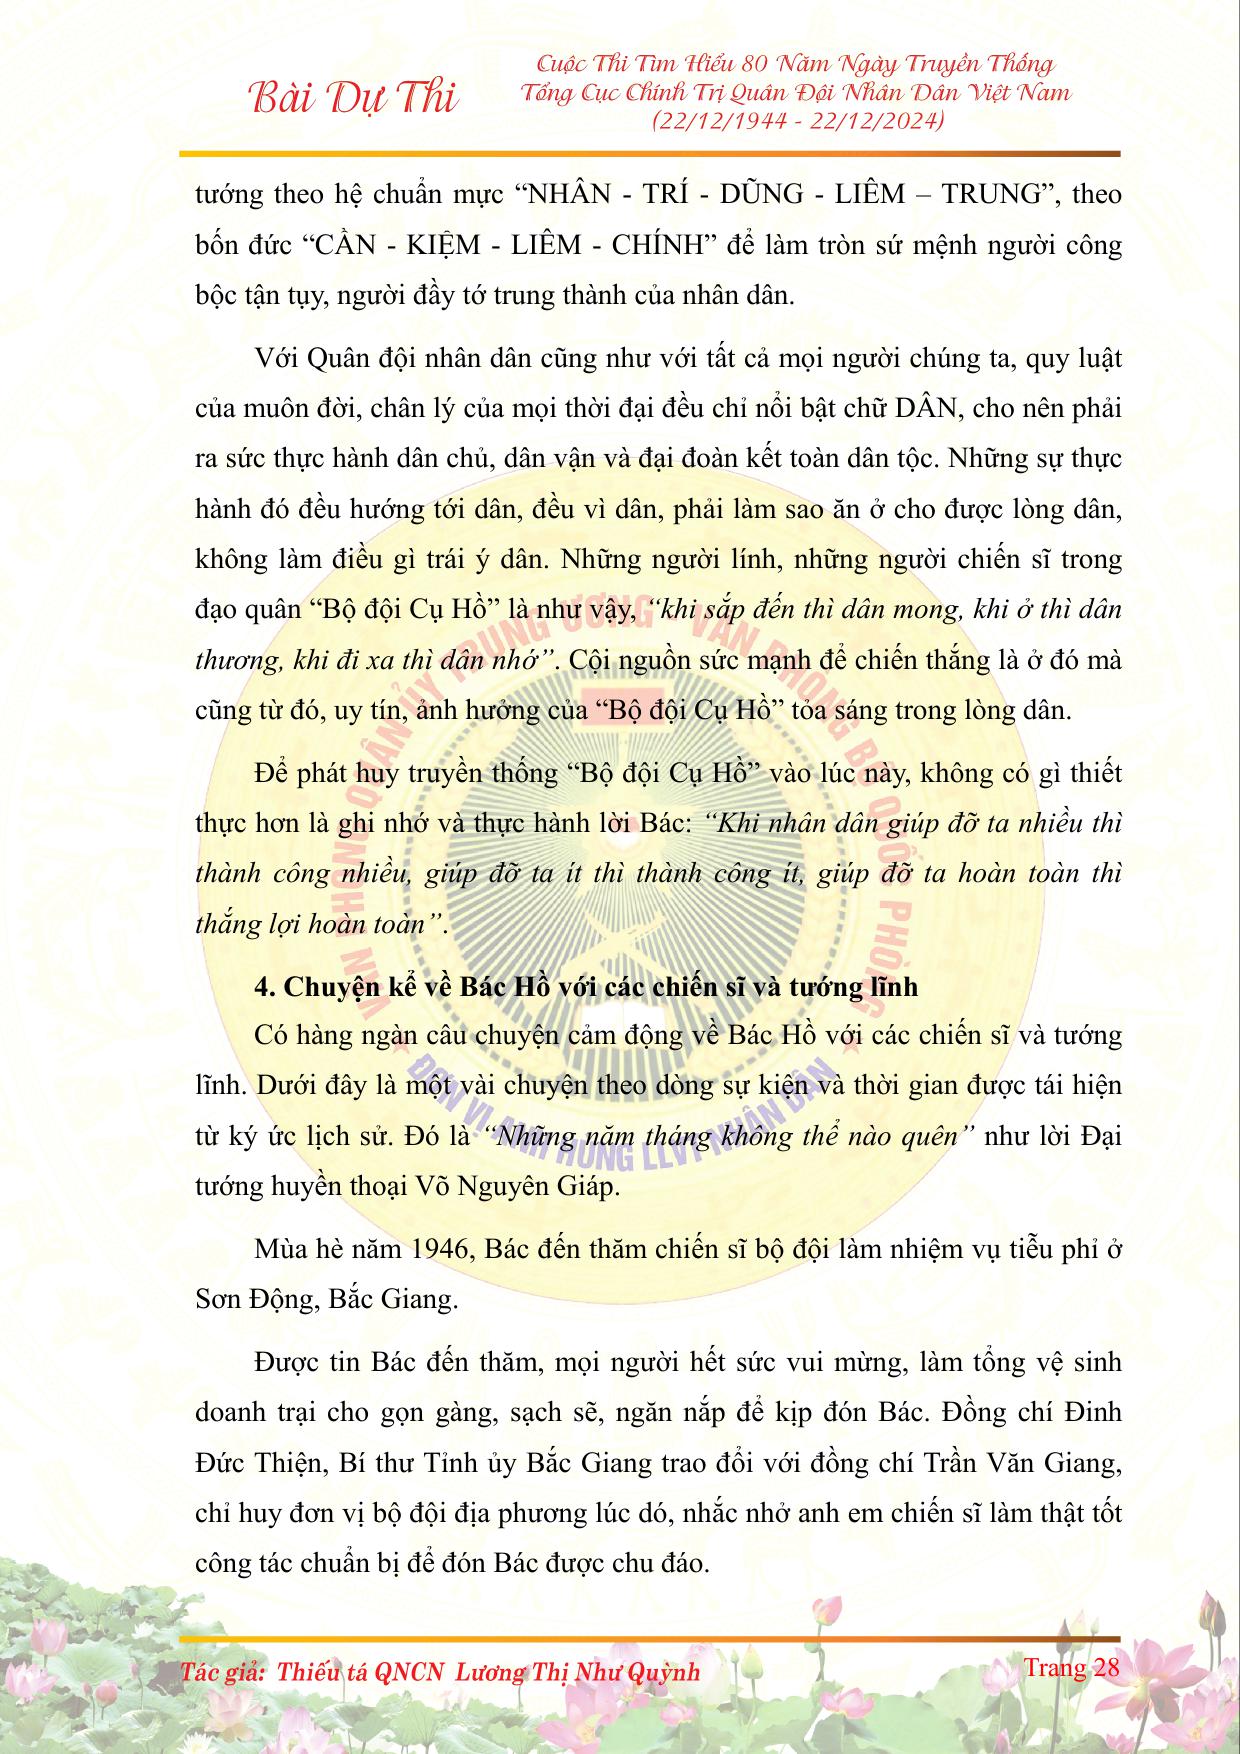 Bài Dự Thi
Cuộc Thi Tìm Hiểu 80 Năm Ngày Truyền Thống
Tổng Cục Chính Trị Quân Đội Nhân Dân Việt Nam
(22/12/1944 - 22/12/2024)
tướng theo hệ chuẩn mực “NHÂN - TRÍ - DŨNG - LIÊM – TRUNG”, theo
bốn đức “CẦN - KIỆM - LIÊM - CHÍNH” để làm tròn sứ mệnh người công
bộc tận tụy, người đầy tớ trung thành của nhân dân.
Với Quân đội nhân dân cũng như với tất cả mọi người chúng ta, quy luật
của muôn đời, chân lý của mọi thời đại đều chỉ nổi bật chữ DÂN, cho nên phải
ra sức thực hành dân chủ, dân vận và đại đoàn kết toàn dân tộc. Những sự thực
hành đó đều hướng tới dân, đều vì dân, phải làm sao ăn ở cho được lòng dân,
không làm điều gì trái ý dân. Những người lính, những người chiến sĩ trong
đạo quân “Bộ đội Cụ Hồ” là như vậy, “khi sắp đến thì dân mong, khi ở thì dân
thương, khi đi xa thì dân nhớ”. Cội nguồn sức mạnh để chiến thắng là ở đó mà
cũng từ đó, uy tín, ảnh hưởng của “Bộ đội Cụ Hồ” tỏa sáng trong lòng dân.
Để phát huy truyền thống “Bộ đội Cụ Hồ” vào lúc này, không có gì thiết
thực hơn là ghi nhớ và thực hành lời Bác: “Khi nhân dân giúp đỡ ta nhiều thì
thành công nhiều, giúp đỡ ta ít thì thành công ít, giúp đỡ ta hoàn toàn thì
thắng lợi hoàn toàn”.
4. Chuyện kể về Bác Hồ với các chiến sĩ và tướng lĩnh
Có hàng ngàn câu chuyện cảm động về Bác Hồ với các chiến sĩ và tướng
lĩnh. Dưới đây là một vài chuyện theo dòng sự kiện và thời gian được tái hiện
từ ký ức lịch sử. Đó là “Những năm tháng không thể nào quên” như lời Đại
tướng huyền thoại Võ Nguyên Giáp.
Mùa hè năm 1946, Bác đến thăm chiến sĩ bộ đội làm nhiệm vụ tiễu phỉ ở
Sơn Động, Bắc Giang.
Được tin Bác đến thăm, mọi người hết sức vui mừng, làm tổng vệ sinh
doanh trại cho gọn gàng, sạch sẽ, ngăn nắp để kịp đón Bác. Đồng chí Đinh
Đức Thiện, Bí thư Tỉnh ủy Bắc Giang trao đổi với đồng chí Trần Văn Giang,
chỉ huy đơn vị bộ đội địa phương lúc dó, nhắc nhở anh em chiến sĩ làm thật tốt
công tác chuẩn bị để đón Bác được chu đáo.
VĂN PHÒNG QUÂN ỦY TRUNG ƯƠNG - VĂN PHÒNG BỘ QUỐC PHÒNG
ĐƠN VỊ ANH HÙNG LLVT NHÂN DÂN
Tác giả: Thiếu tá QNCN Lương Thị Như Quỳnh
Trang 28